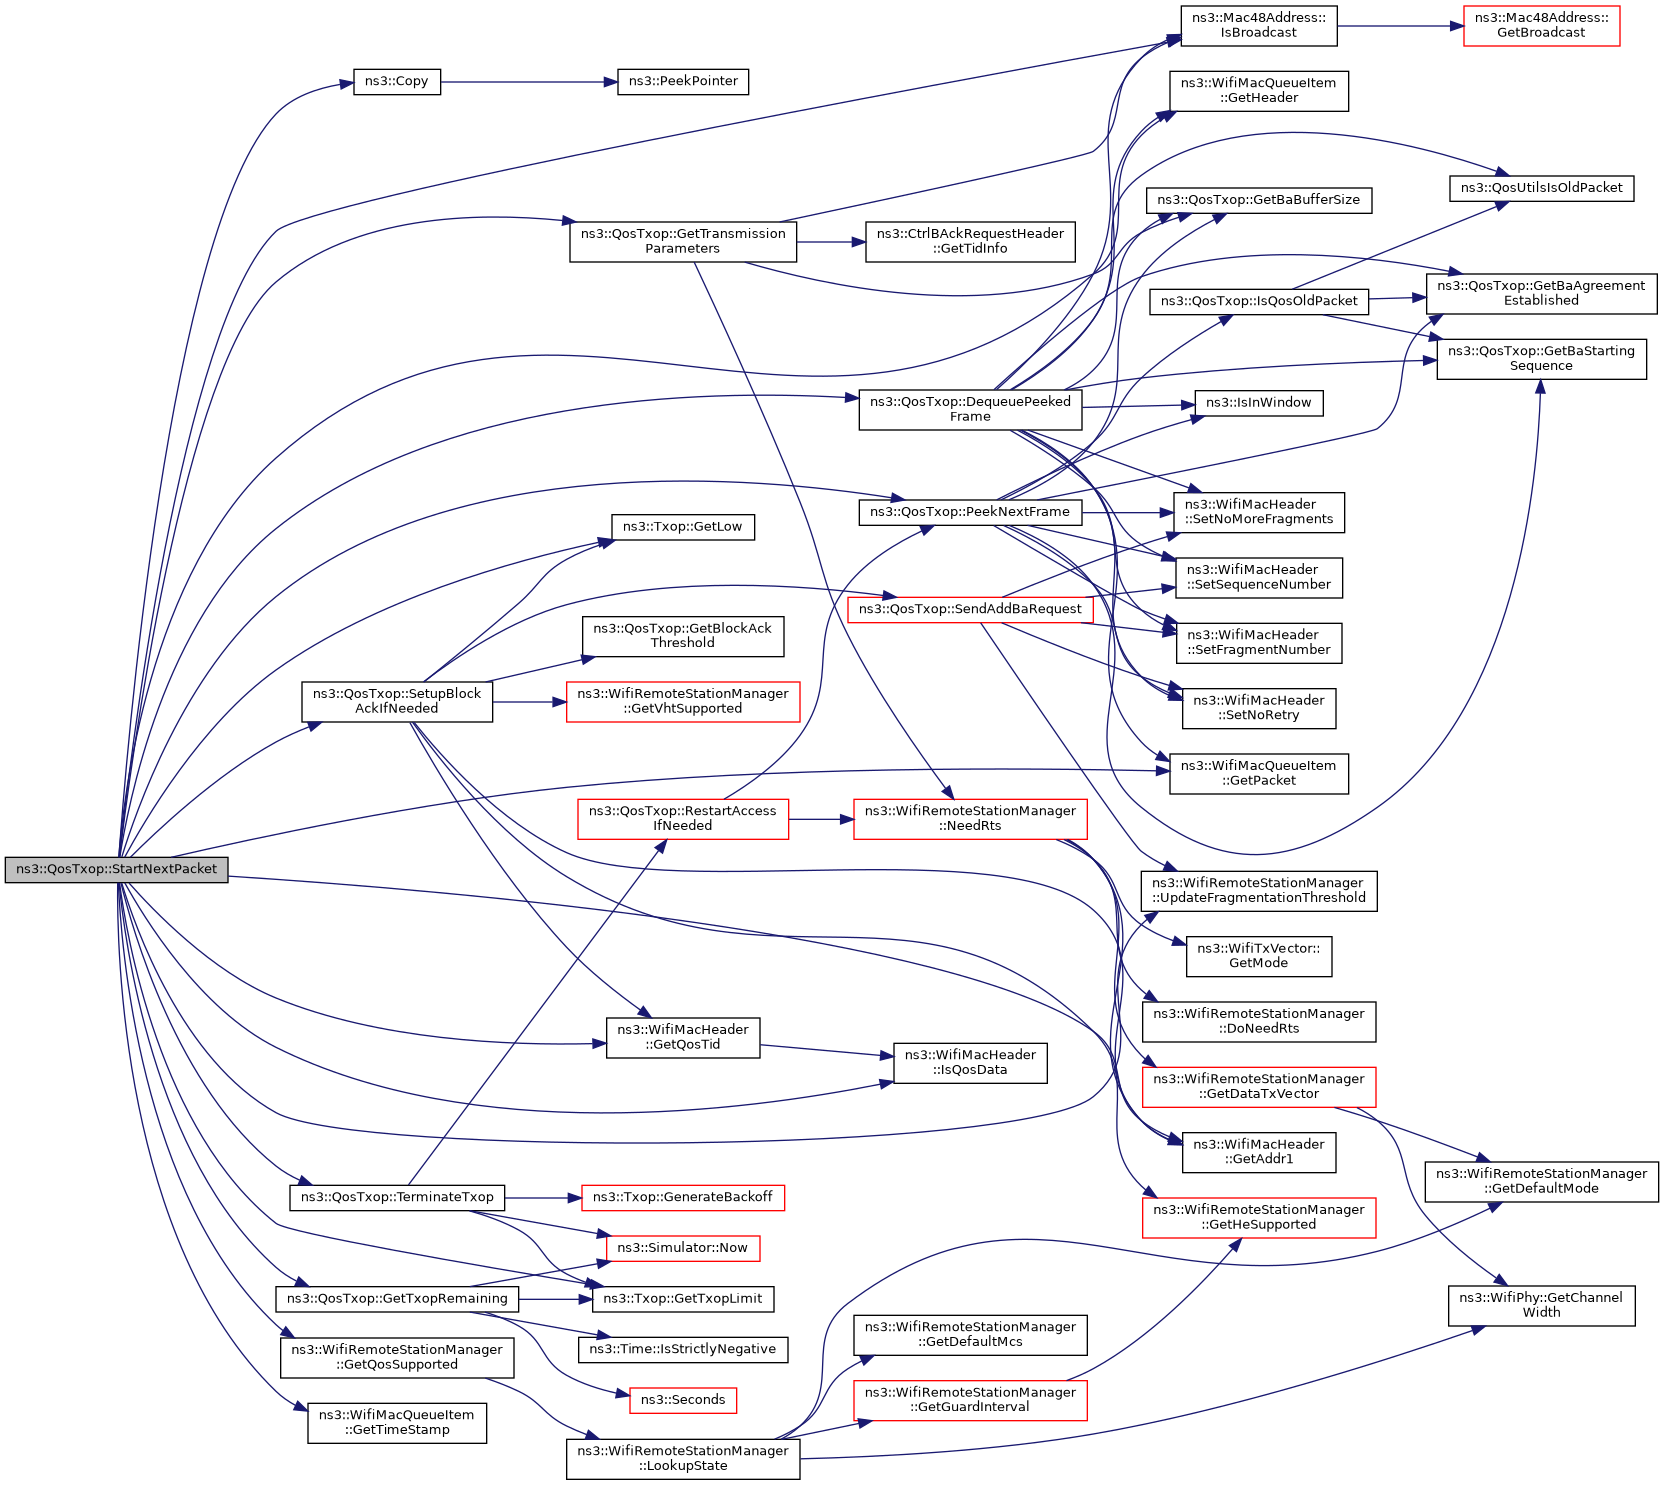 ns3::Mac48Address::
IsBroadcast
ns3::Mac48Address::
GetBroadcast
ns3::Copy
ns3::PeekPointer
ns3::WifiMacQueueItem
::GetHeader
ns3::QosUtilsIsOldPacket
ns3::QosTxop::GetBaBufferSize
ns3::QosTxop::GetTransmission
Parameters
ns3::CtrlBAckRequestHeader
::GetTidInfo
ns3::QosTxop::IsQosOldPacket
ns3::QosTxop::GetBaAgreement
Established
ns3::QosTxop::GetBaStarting
Sequence
ns3::QosTxop::DequeuePeeked
Frame
ns3::IsInWindow
ns3::QosTxop::PeekNextFrame
ns3::WifiMacHeader
::SetNoMoreFragments
ns3::Txop::GetLow
ns3::WifiMacHeader
::SetSequenceNumber
ns3::QosTxop::SendAddBaRequest
ns3::QosTxop::GetBlockAck
Threshold
ns3::WifiMacHeader
::SetFragmentNumber
ns3::QosTxop::SetupBlock
AckIfNeeded
ns3::WifiRemoteStationManager
::GetVhtSupported
ns3::WifiMacHeader
::SetNoRetry
ns3::WifiMacQueueItem
::GetPacket
ns3::QosTxop::RestartAccess
IfNeeded
ns3::WifiRemoteStationManager
::NeedRts
ns3::QosTxop::StartNextPacket
ns3::WifiRemoteStationManager
::UpdateFragmentationThreshold
ns3::WifiTxVector::
GetMode
ns3::WifiRemoteStationManager
::DoNeedRts
ns3::WifiMacHeader
::GetQosTid
ns3::WifiMacHeader
::IsQosData
ns3::WifiRemoteStationManager
::GetDataTxVector
ns3::WifiMacHeader
::GetAddr1
ns3::WifiRemoteStationManager
::GetDefaultMode
ns3::QosTxop::TerminateTxop
ns3::Txop::GenerateBackoff
ns3::WifiRemoteStationManager
::GetHeSupported
ns3::Simulator::Now
ns3::QosTxop::GetTxopRemaining
ns3::Txop::GetTxopLimit
ns3::WifiPhy::GetChannel
Width
ns3::WifiRemoteStationManager
::GetDefaultMcs
ns3::Time::IsStrictlyNegative
ns3::WifiRemoteStationManager
::GetQosSupported
ns3::Seconds
ns3::WifiRemoteStationManager
::GetGuardInterval
ns3::WifiMacQueueItem
::GetTimeStamp
ns3::WifiRemoteStationManager
::LookupState